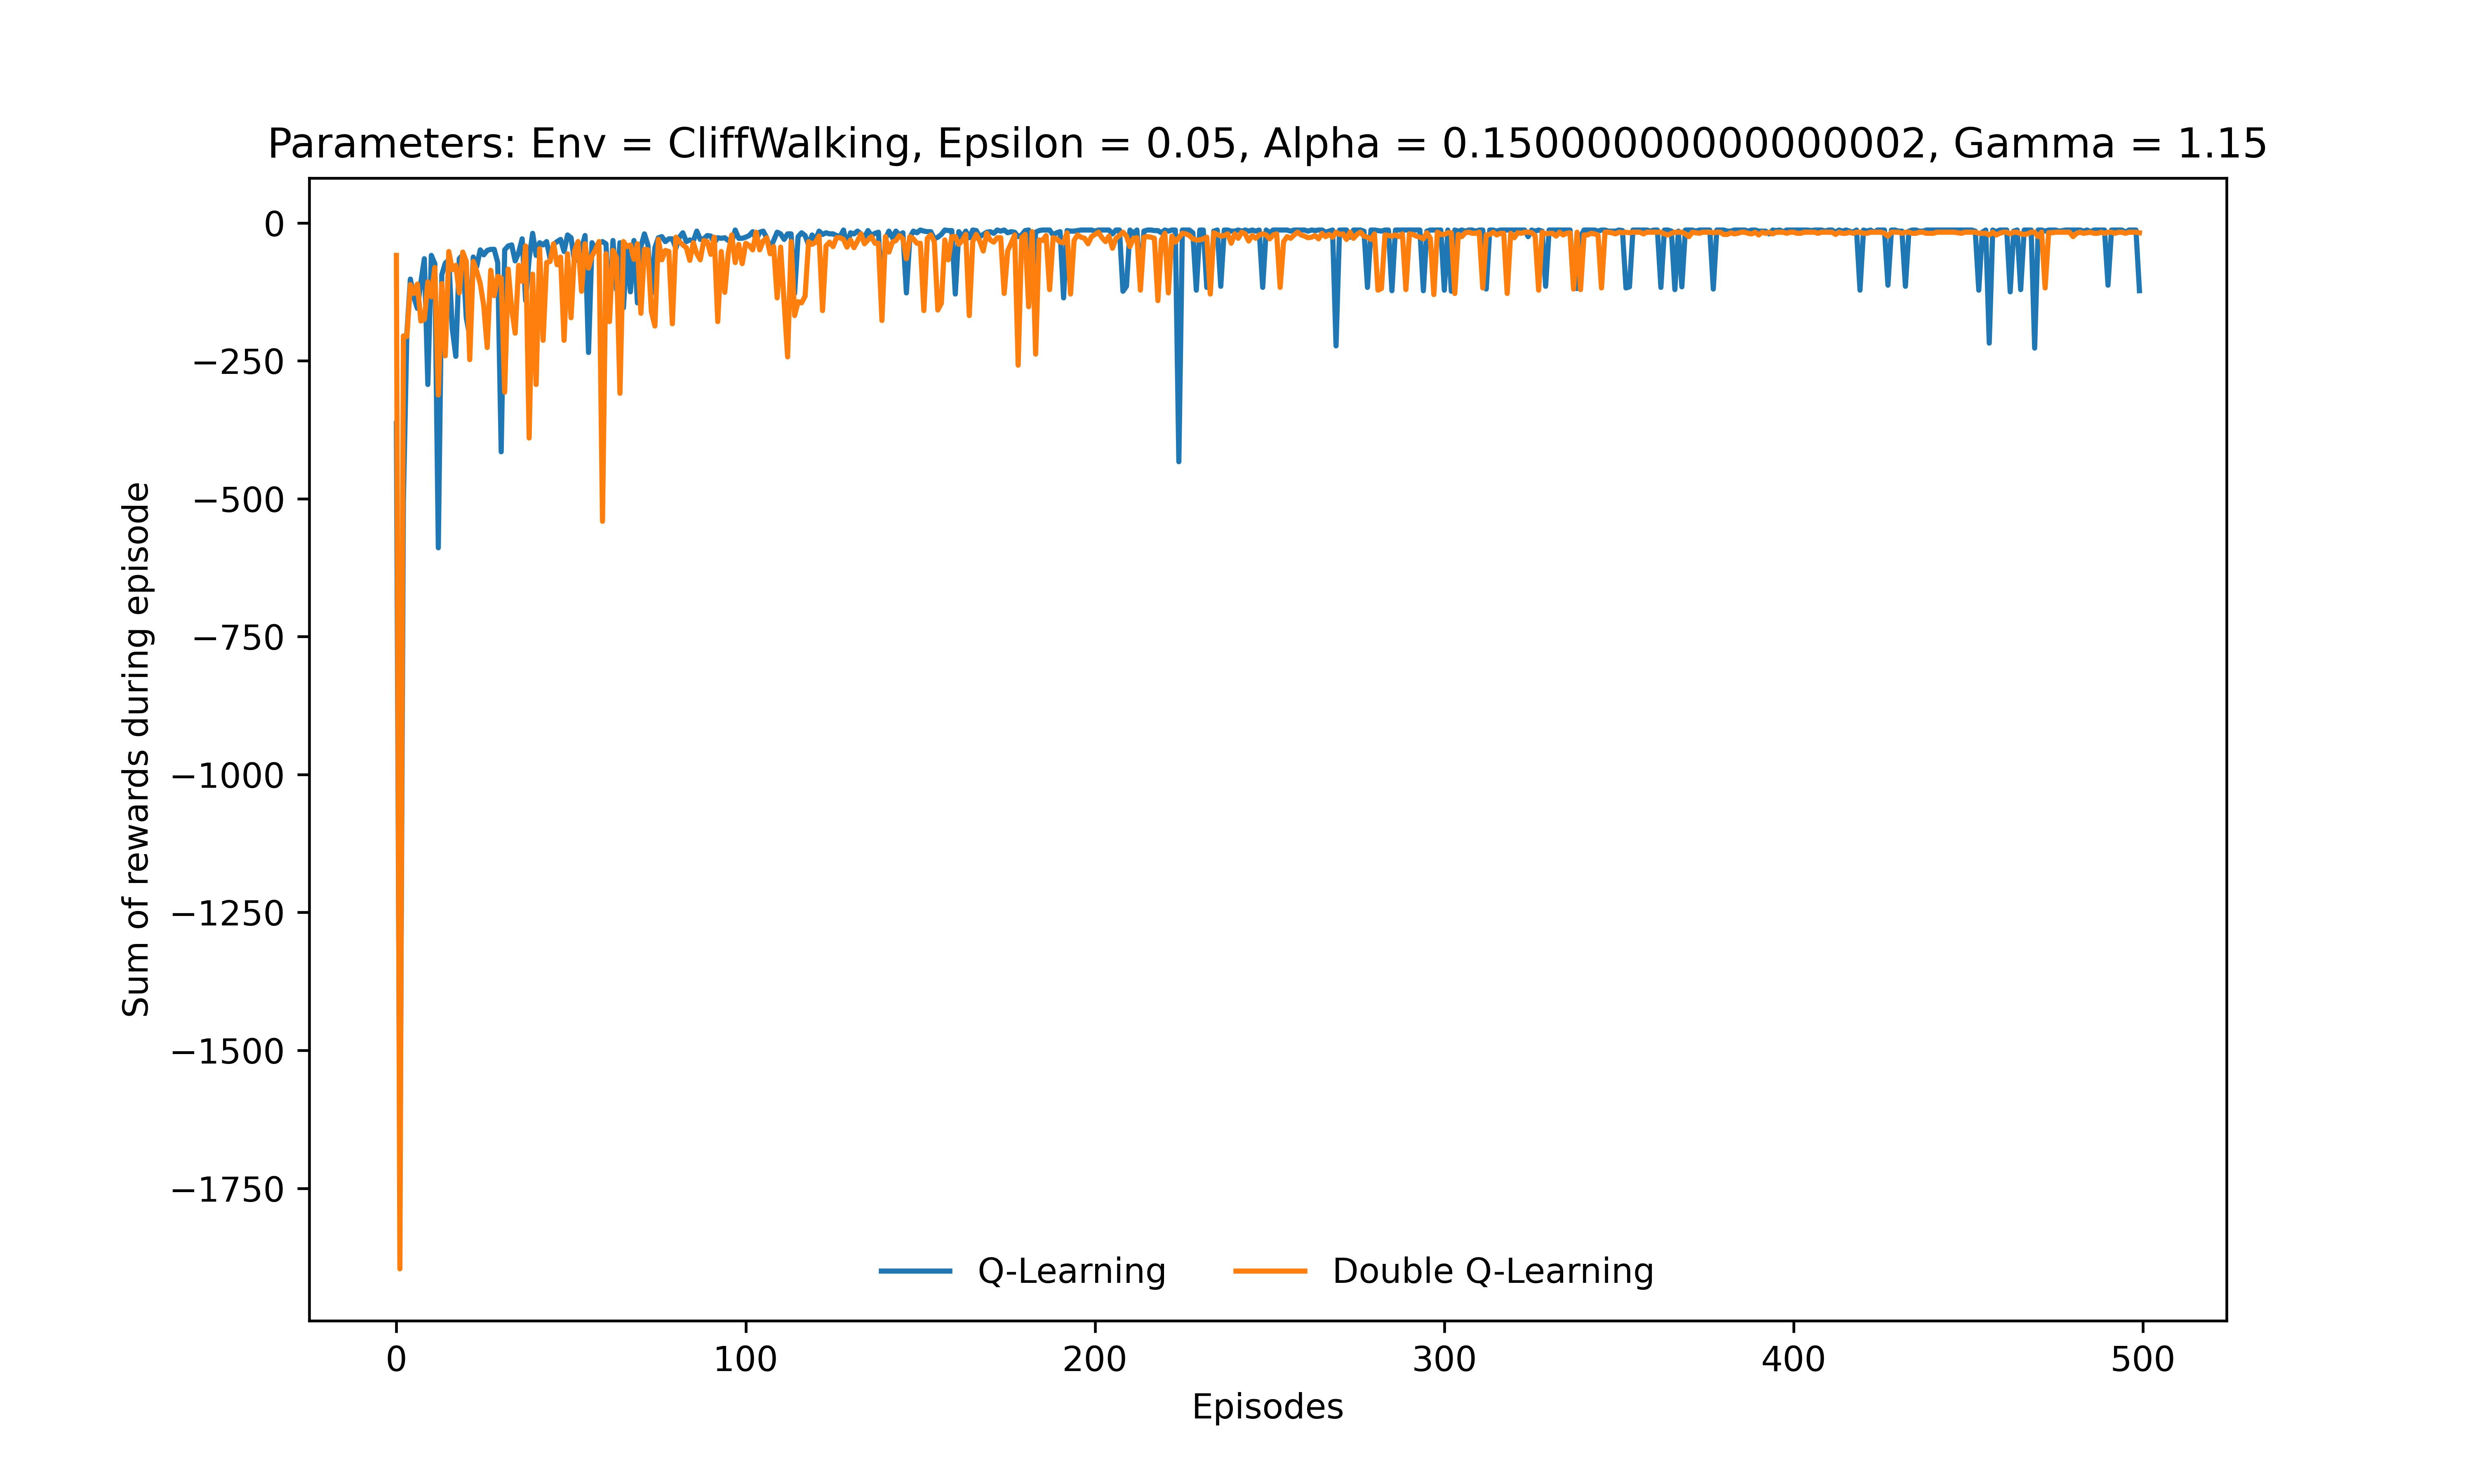 Parameters: Env = CliffWalking, Epsilon = 0.05, Alpha = 0.15000000000000002, Gamma = 1.15
0
−250
−500
−750
−1000
−1250
−1500
−1750
Sum of rewards during episode
Q-Learning
Double Q-Learning
0
100
200
300
400
500
Episodes